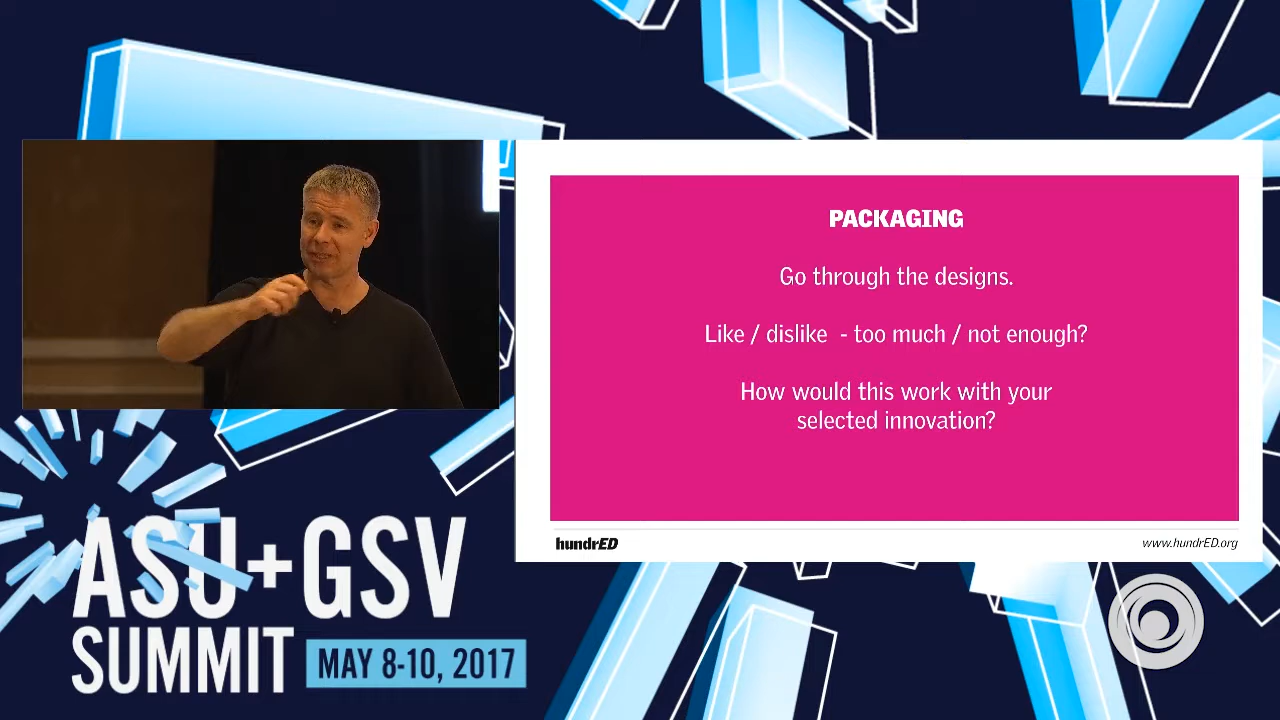 PACKAGING
Go through the designs.
Like / dislike - too much / not enough?
How would this work with your
selected innovation?
hundrED
www.hundrED.org
ASU+GSV
SUMMIT
MAY 8-10, 2017